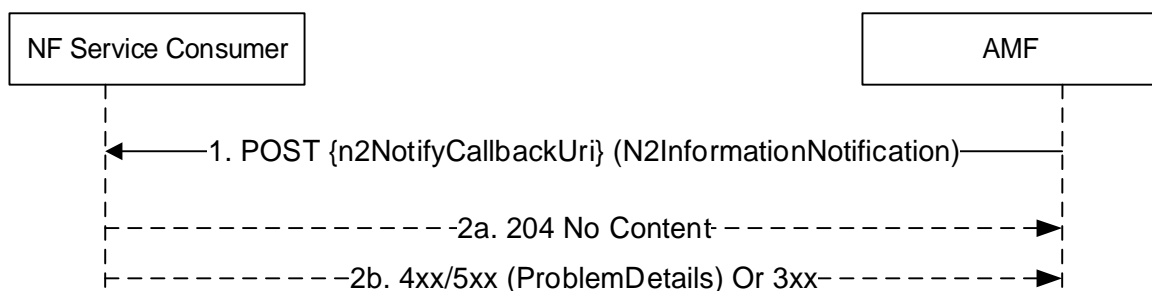 NF Service Consumer
AMF
1. POST {n2NotifyCallbackUri} (N2InformationNotification)
2a. 204 No Content
2b. 4xx/5xx (ProblemDetails) Or 3xx